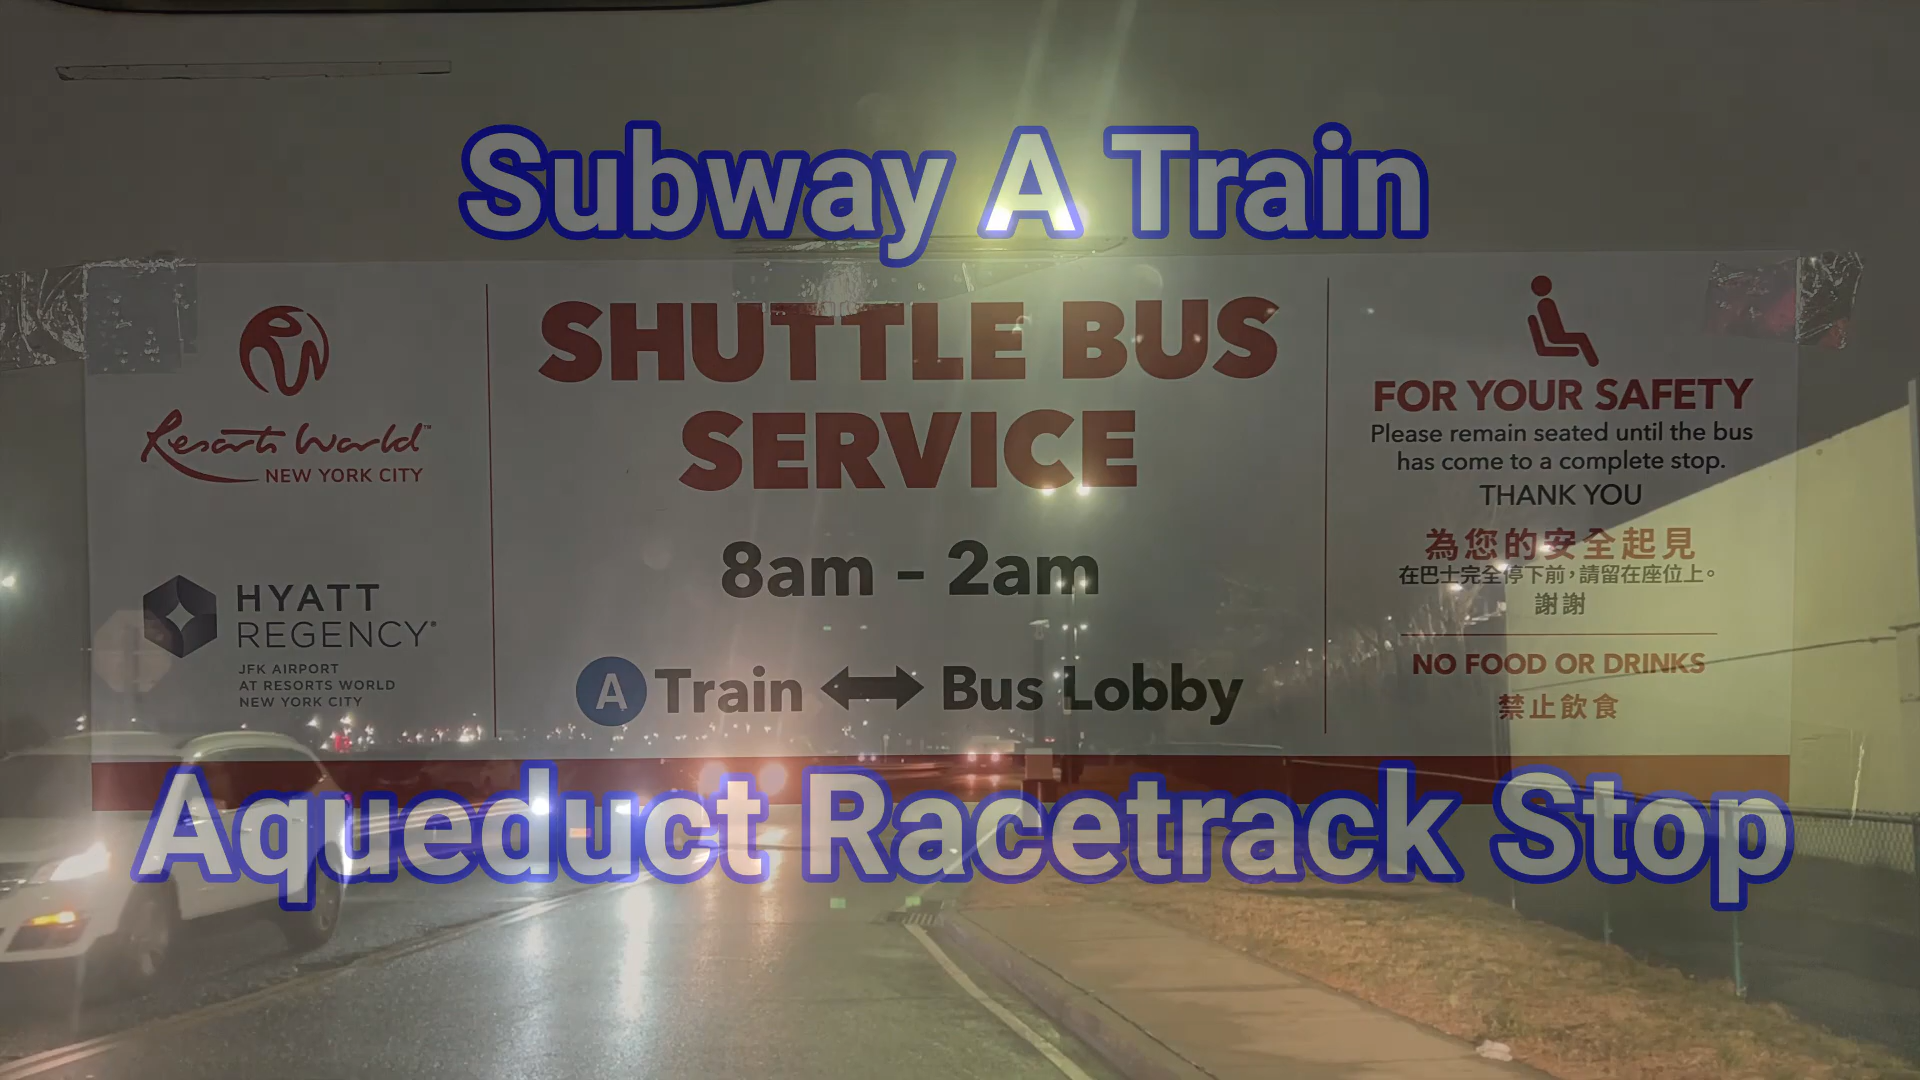 Subway A Train
Resorts World™
NEW YORK CITY
HYATT
REGENCY®
JFK AIRPORT
AT RESORTS WORLD
NEW YORK CITY
SHUTTLE BUS
SERVICE
8am - 2am
A Train ↔ Bus Lobby
FOR YOUR SAFETY
Please remain seated until the bus
has come to a complete stop.
THANK YOU
為您的安全起見
在巴士完全停下前，請留在座位上。
謝謝
NO FOOD OR DRINKS
禁止飲食
Aqueduct Racetrack Stop